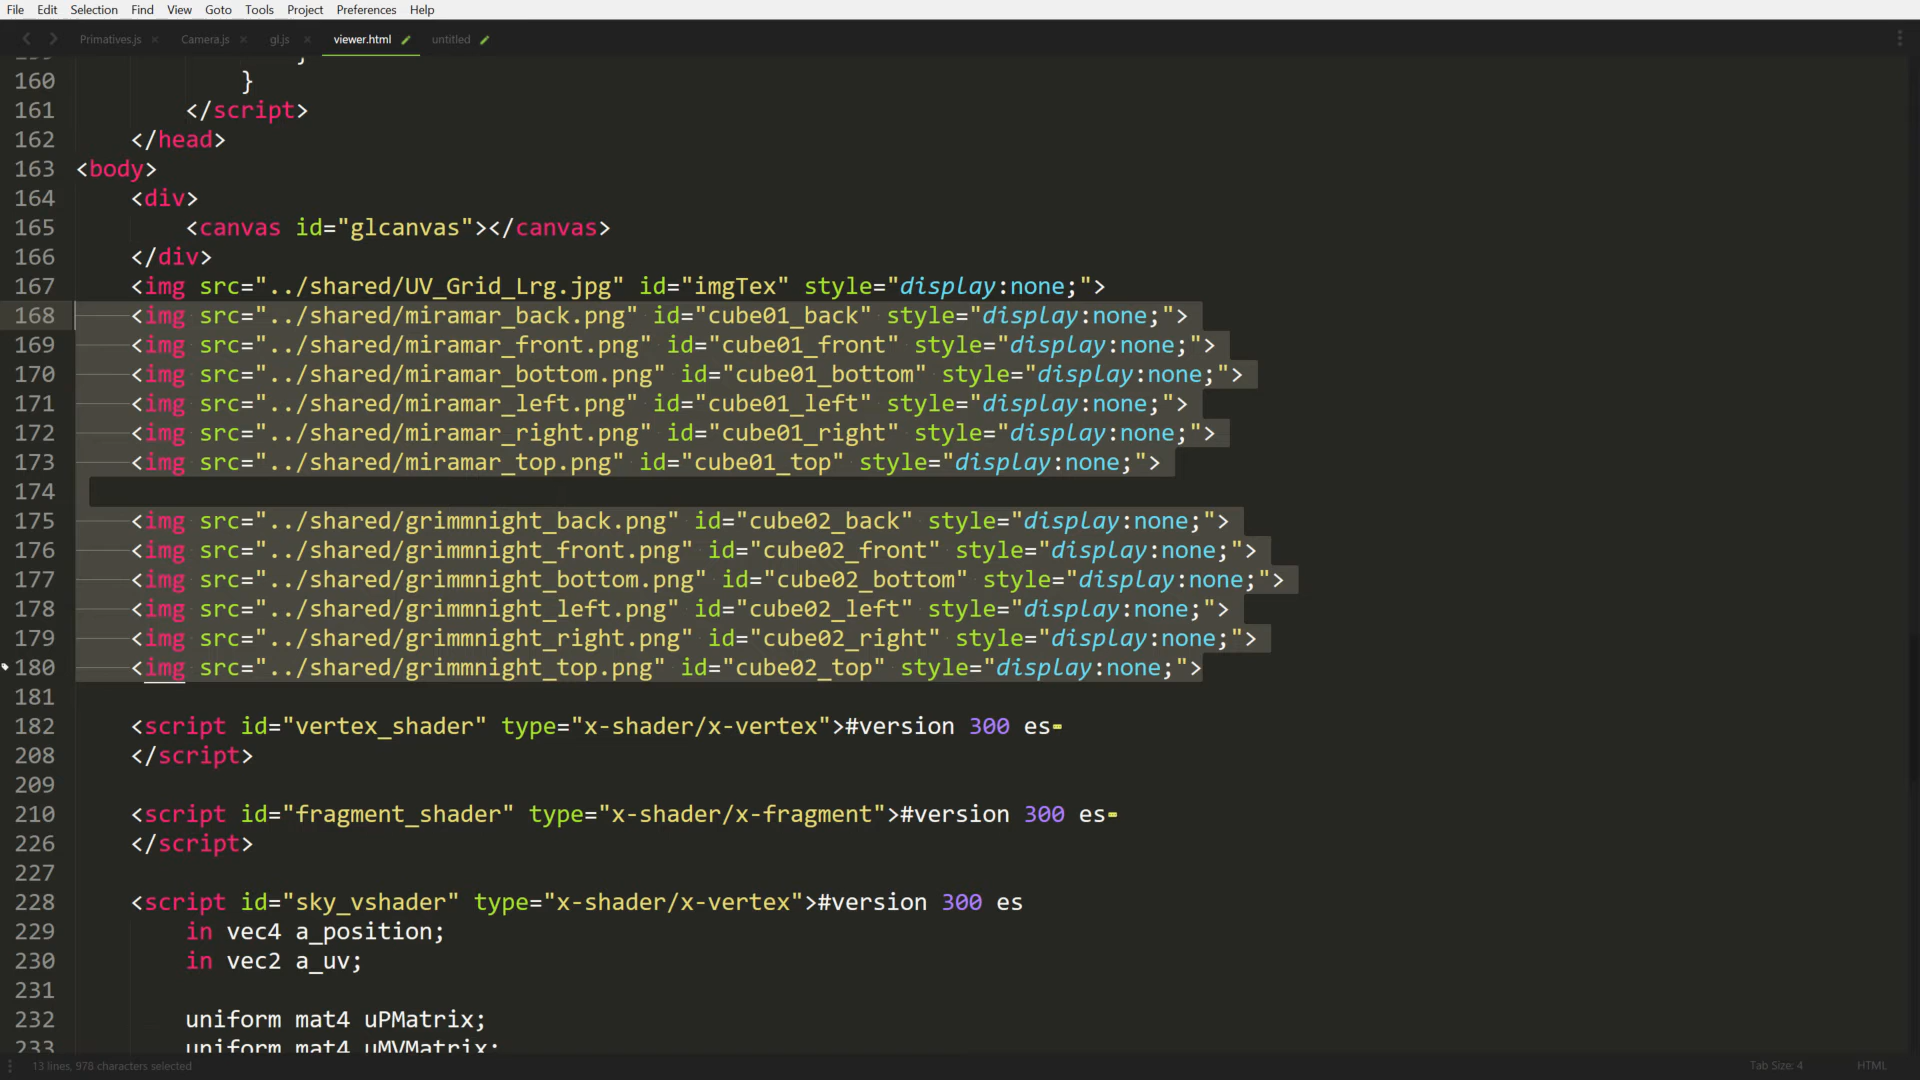 File Edit Selection Find View Goto Tools Project Preferences Help
Primatives.js × Camera.js × gl.js × viewer.html untitled
160 }
161 </script>
162 </head>
163 <body>
164 <div>
165 <canvas id="glcanvas"></canvas>
166 </div>
167 <img src="../shared/UV_Grid_Lrg.jpg" id="imgTex" style="display:none;">
168 <img src="../shared/miramar_back.png" id="cube01_back" style="display:none;">
169 <img src="../shared/miramar_front.png" id="cube01_front" style="display:none;">
170 <img src="../shared/miramar_bottom.png" id="cube01_bottom" style="display:none;">
171 <img src="../shared/miramar_left.png" id="cube01_left" style="display:none;">
172 <img src="../shared/miramar_right.png" id="cube01_right" style="display:none;">
173 <img src="../shared/miramar_top.png" id="cube01_top" style="display:none;">
174
175 <img src="../shared/grimmnight_back.png" id="cube02_back" style="display:none;">
176 <img src="../shared/grimmnight_front.png" id="cube02_front" style="display:none;">
177 <img src="../shared/grimmnight_bottom.png" id="cube02_bottom" style="display:none;">
178 <img src="../shared/grimmnight_left.png" id="cube02_left" style="display:none;">
179 <img src="../shared/grimmnight_right.png" id="cube02_right" style="display:none;">
180 <img src="../shared/grimmnight_top.png" id="cube02_top" style="display:none;">
181
182 <script id="vertex_shader" type="x-shader/x-vertex">#version 300 es
208 </script>
209
210 <script id="fragment_shader" type="x-shader/x-fragment">#version 300 es
226 </script>
227
228 <script id="sky_vshader" type="x-shader/x-vertex">#version 300 es
229 in vec4 a_position;
230 in vec2 a_uv;
231
232 uniform mat4 uPMatrix;
233 uniform mat4 uMVMatrix;
13 lines, 978 characters selected Tab Size: 4 HTML